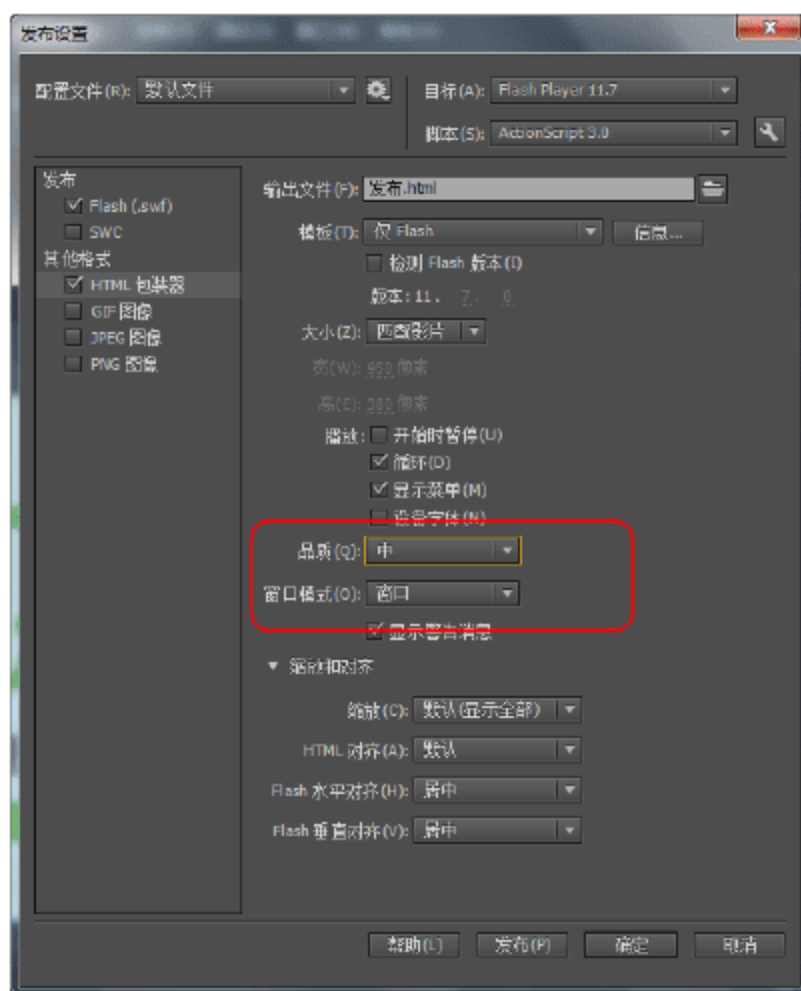 发布设置
配置文件(R): 默认文件
目标(A): Flash Player 11.7
脚本(S): ActionScript 3.0
发布
Flash (.swf)
SWC
其他格式
HTML 包装器
GIF 图像
JPEG 图像
PNG 图像
输出文件(F): 发布.html
模板(T): 仅 Flash 信息...
检测 Flash 版本(I)
版本: 11. 7. 0
大小(Z): 匹配影片
宽(W): 950 像素
高(E): 380 像素
播放: 开始时暂停(U)
循环(D)
显示菜单(M)
设备字体(N)
品质(Q): 中
窗口模式(O): 窗口
显示警告消息
缩放和对齐
缩放(C): 默认(显示全部)
HTML 对齐(A): 默认
Flash 水平对齐(H): 居中
Flash 垂直对齐(V): 居中
帮助(L) 发布(P) 确定 取消